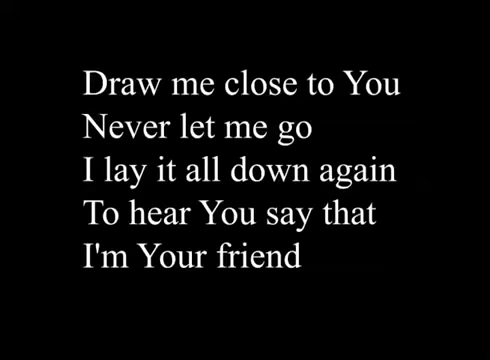 Draw me close to You
Never let me go
I lay it all down again
To hear You say that
I'm Your friend